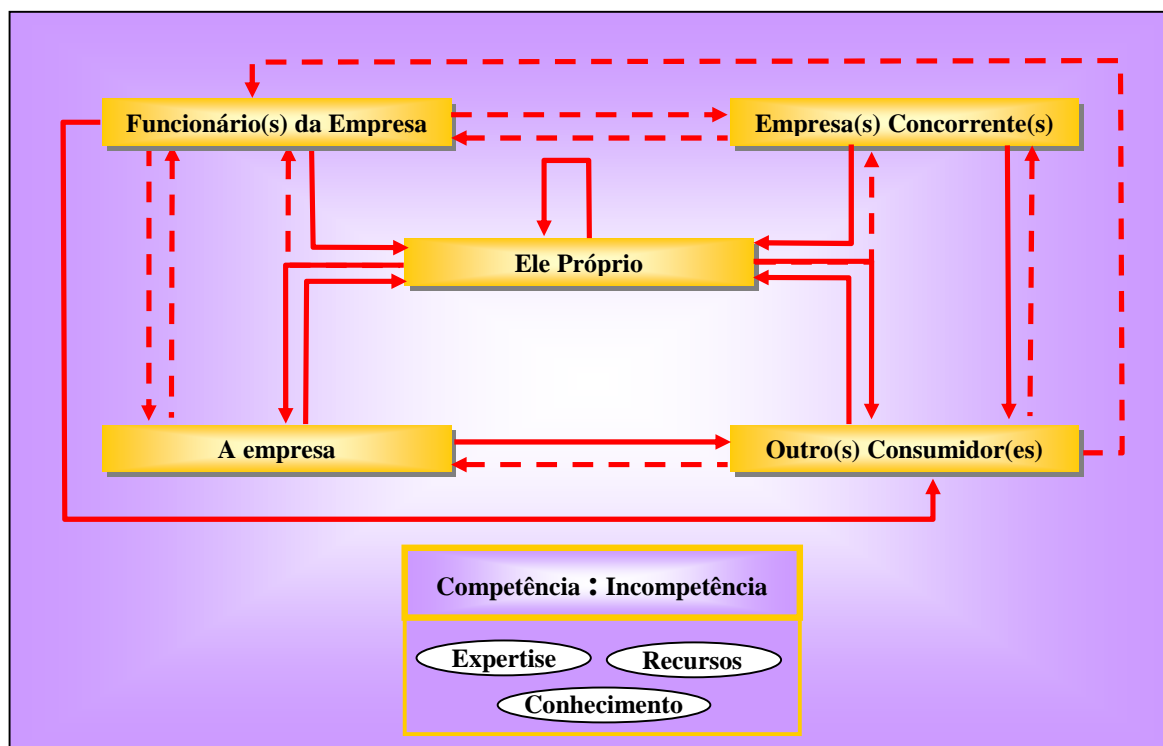 Funcionário(s) da Empresa
Empresa(s) Concorrente(s)
Ele Próprio
A empresa
Outro(s) Consumidor(es)
Competência : Incompetência
Expertise
Recursos
Conhecimento